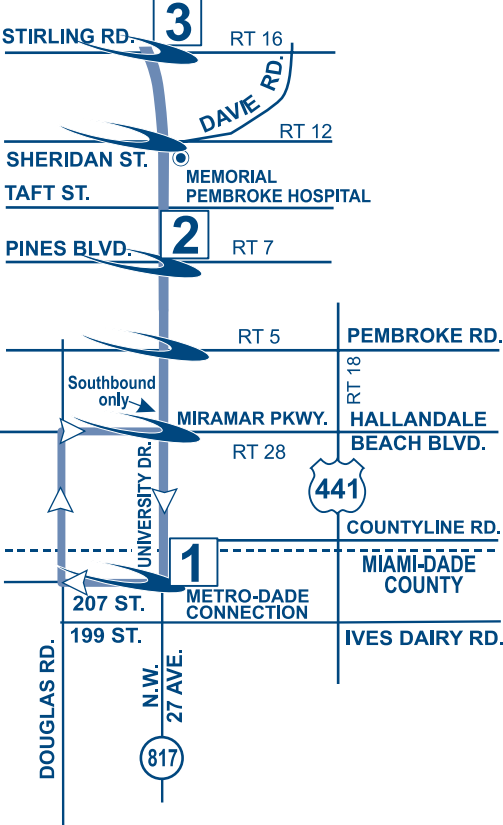 3
STIRLING RD.
RT 16
DAVIE RD.
RT 12
SHERIDAN ST.
MEMORIAL
PEMBROKE HOSPITAL
TAFT ST.
2
PINES BLVD.
RT 7
RT 5
PEMBROKE RD.
RT 18
Southbound
only
MIRAMAR PKWY.
HALLANDALE
BEACH BLVD.
RT 28
UNIVERSITY DR.
441
COUNTYLINE RD.
1
MIAMI-DADE
COUNTY
METRO-DADE
CONNECTION
207 ST.
199 ST.
IVES DAIRY RD.
DOUGLAS RD.
N.W.
27 AVE.
817